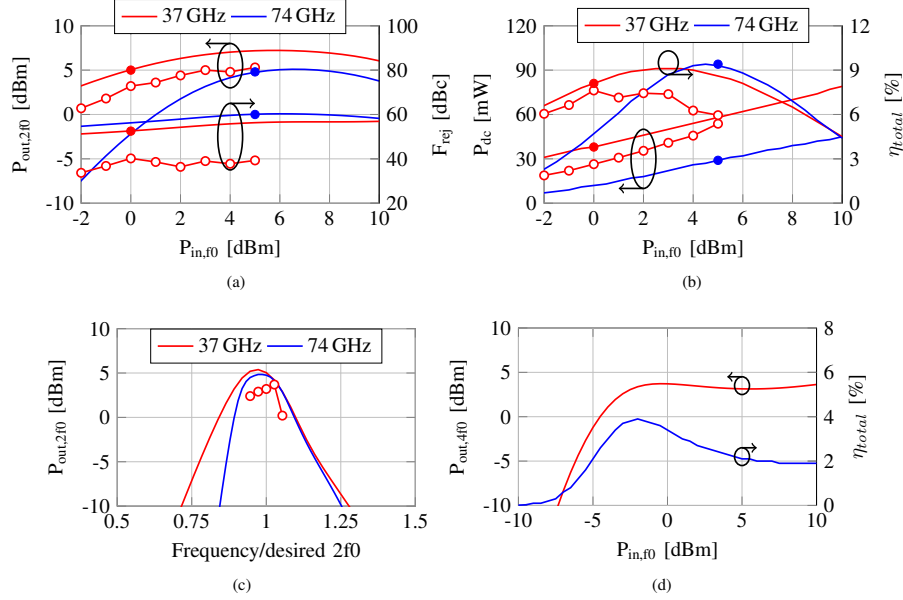 37 GHz 74 GHz
P_out,2f0 [dBm]
10
5
0
-5
-10
F_rej [dBc]
100
80
60
40
20
-2 0 2 4 6 8 10
P_in,f0 [dBm]
(a)
37 GHz 74 GHz
P_dc [mW]
120
90
60
30
0
η_total [%]
12
9
6
3
0
-2 0 2 4 6 8 10
P_in,f0 [dBm]
(b)
37 GHz 74 GHz
P_out,2f0 [dBm]
10
5
0
-5
-10
0.5 0.75 1 1.25 1.5
Frequency/desired 2f0
(c)
P_out,4f0 [dBm]
10
5
0
-5
-10
η_total [%]
8
6
4
2
0
-10 -5 0 5 10
P_in,f0 [dBm]
(d)